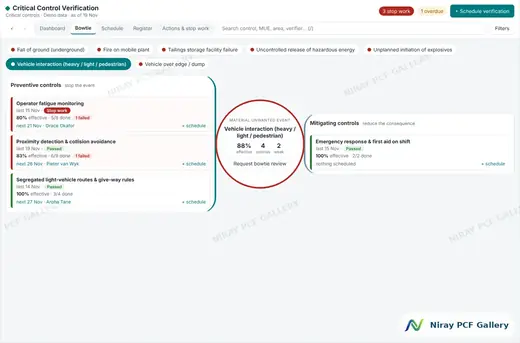 Critical Control Verification
Critical controls · Demo data · as of 19 Nov
3 stop work
1 overdue
+ Schedule verification
Dashboard
Bowtie
Schedule
Register
Actions & stop work
Search control, MUE, area, verifier... (/)
Filters
Fall of ground (underground)
Fire on mobile plant
Tailings storage facility failure
Uncontrolled release of hazardous energy
Unplanned initiation of explosives
Vehicle interaction (heavy / light / pedestrian)
Vehicle over edge / dump
Preventive controls stop the event
Operator fatigue monitoring
last 15 Nov · Stop work
80% effective · 5/5 done · 1 failed
next 21 Nov · Grace Okafor
+ schedule
Proximity detection & collision avoidance
last 19 Nov · Passed
83% effective · 6/8 done · 1 failed
next 28 Nov · Pieter van Wyk
+ schedule
Segregated light-vehicle routes & give-way rules
last 14 Nov · Passed
100% effective · 3/4 done
next 27 Nov · Aroha Tane
+ schedule
MATERIAL UNWANTED EVENT
Vehicle interaction (heavy / light / pedestrian)
88% effective
4 controls
2 weak
Request bowtie review
Mitigating controls reduce the consequence
Emergency response & first aid on shift
last 15 Nov · Passed
100% effective · 2/2 done
nothing scheduled
+ schedule
NIRAY PCF GALLERY
Niray PCF Gallery